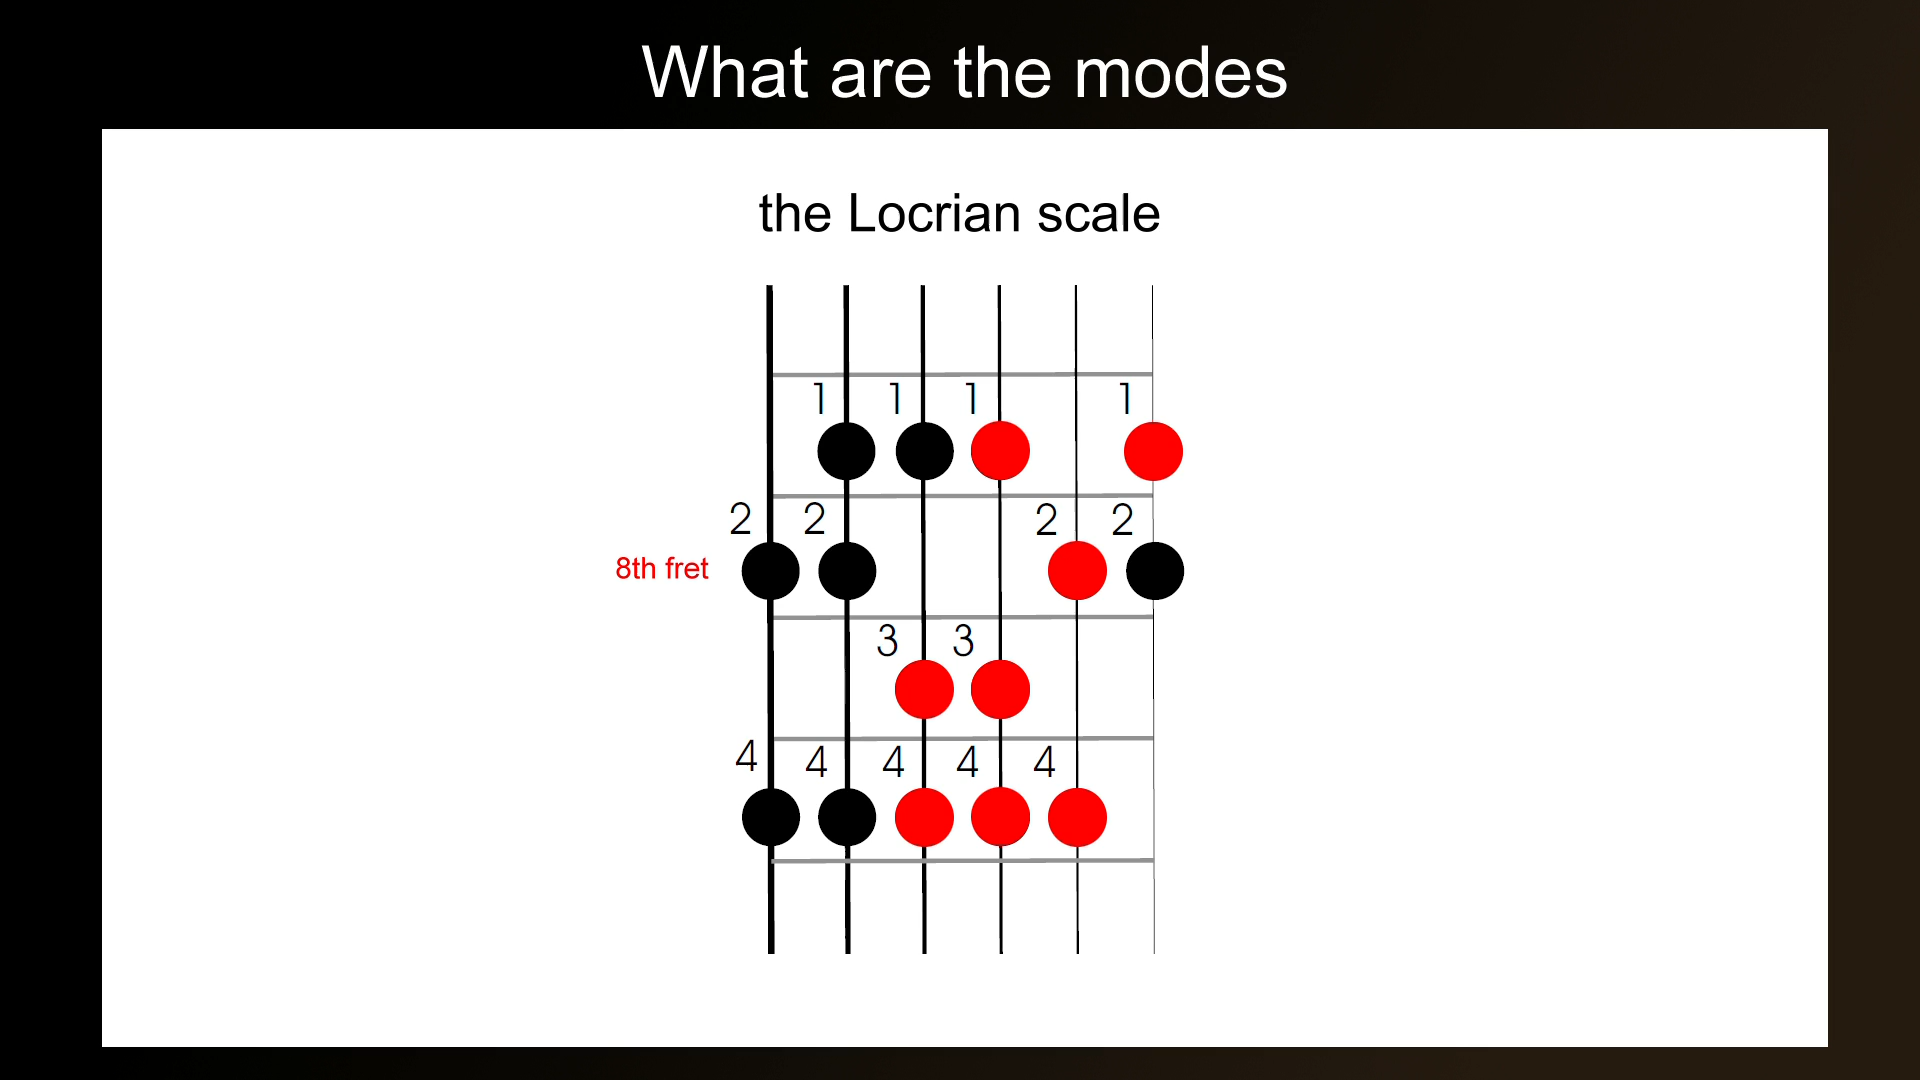 What are the modes
the Locrian scale
1 1 1 1
2 2 2 2
8th fret
3 3
4 4 4 4 4